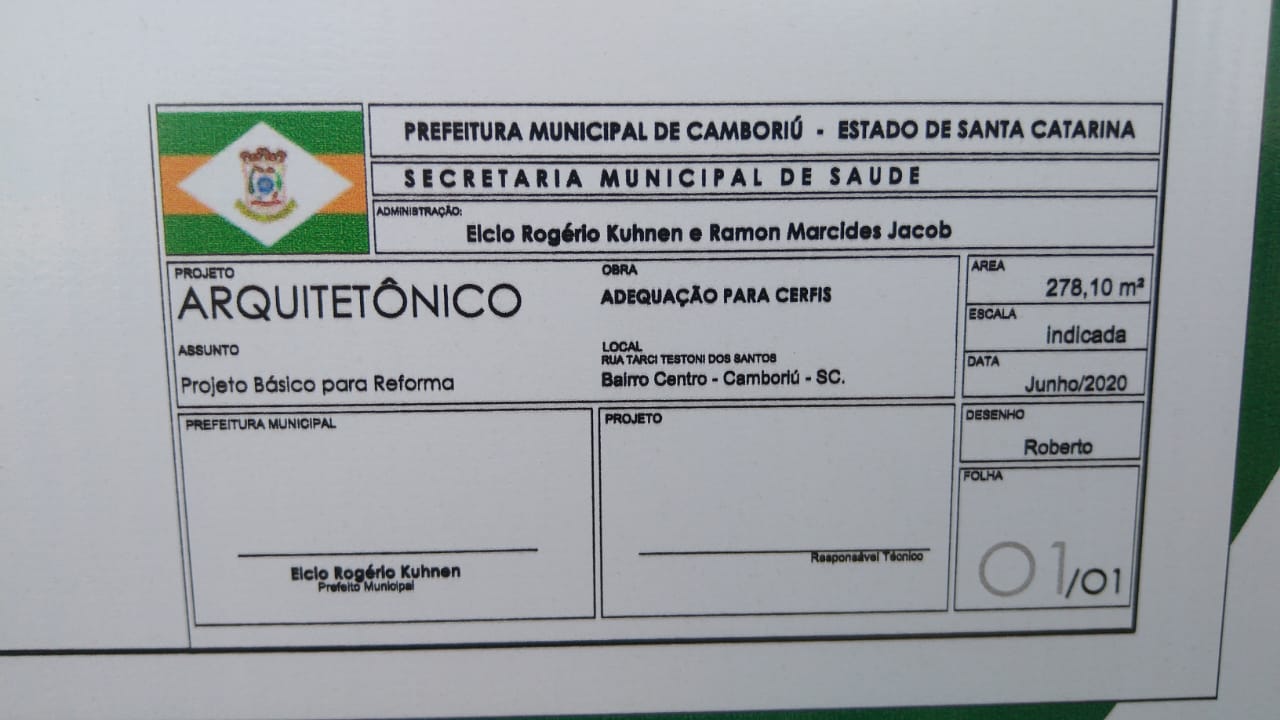 PREFEITURA MUNICIPAL DE CAMBORIÚ - ESTADO DE SANTA CATARINA
SECRETARIA MUNICIPAL DE SAUDE
ADMINISTRAÇÃO:
Elcio Rogério Kuhnen e Ramon Marcides Jacob
PROJETO
ARQUITETÔNICO
ASSUNTO
Projeto Básico para Reforma
OBRA
ADEQUAÇÃO PARA CERFIS
LOCAL
RUA TARCI TESTONI DOS SANTOS
Bairro Centro - Camboriú - SC.
AREA
278,10 m²
ESCALA
indicada
DATA
Junho/2020
PREFEITURA MUNICIPAL
Elcio Rogério Kuhnen
Prefeito Municipal
PROJETO
Responsável Técnico
DESENHO
Roberto
FOLHA
01/01